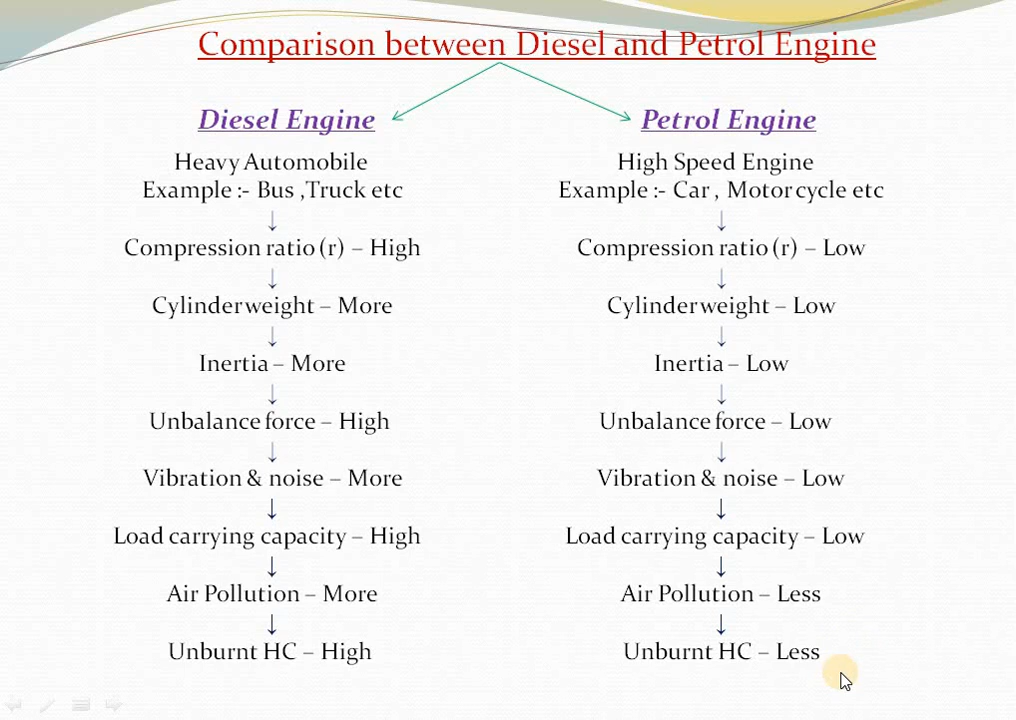 Comparison between Diesel and Petrol Engine
Diesel Engine
Heavy Automobile
Example :- Bus ,Truck etc
↓
Compression ratio (r) – High
↓
Cylinder weight – More
↓
Inertia – More
↓
Unbalance force – High
↓
Vibration & noise – More
↓
Load carrying capacity – High
↓
Air Pollution – More
↓
Unburnt HC – High
Petrol Engine
High Speed Engine
Example :- Car , Motor cycle etc
↓
Compression ratio (r) – Low
↓
Cylinder weight – Low
↓
Inertia – Low
↓
Unbalance force – Low
↓
Vibration & noise – Low
↓
Load carrying capacity – Low
↓
Air Pollution – Less
↓
Unburnt HC – Less